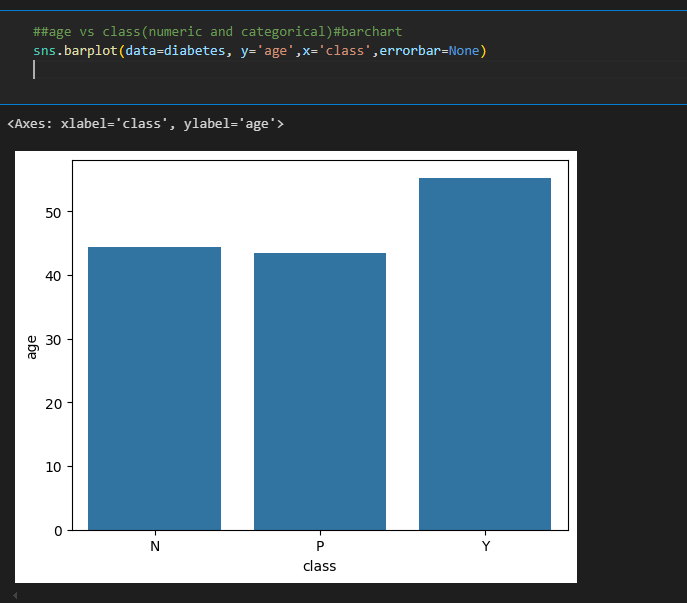 ##age vs class(numeric and categorical)#barchart
sns.barplot(data=diabetes, y='age',x='class',errorbar=None)
<Axes: xlabel='class', ylabel='age'>
50
40
30
20
10
0
age
N P Y
class